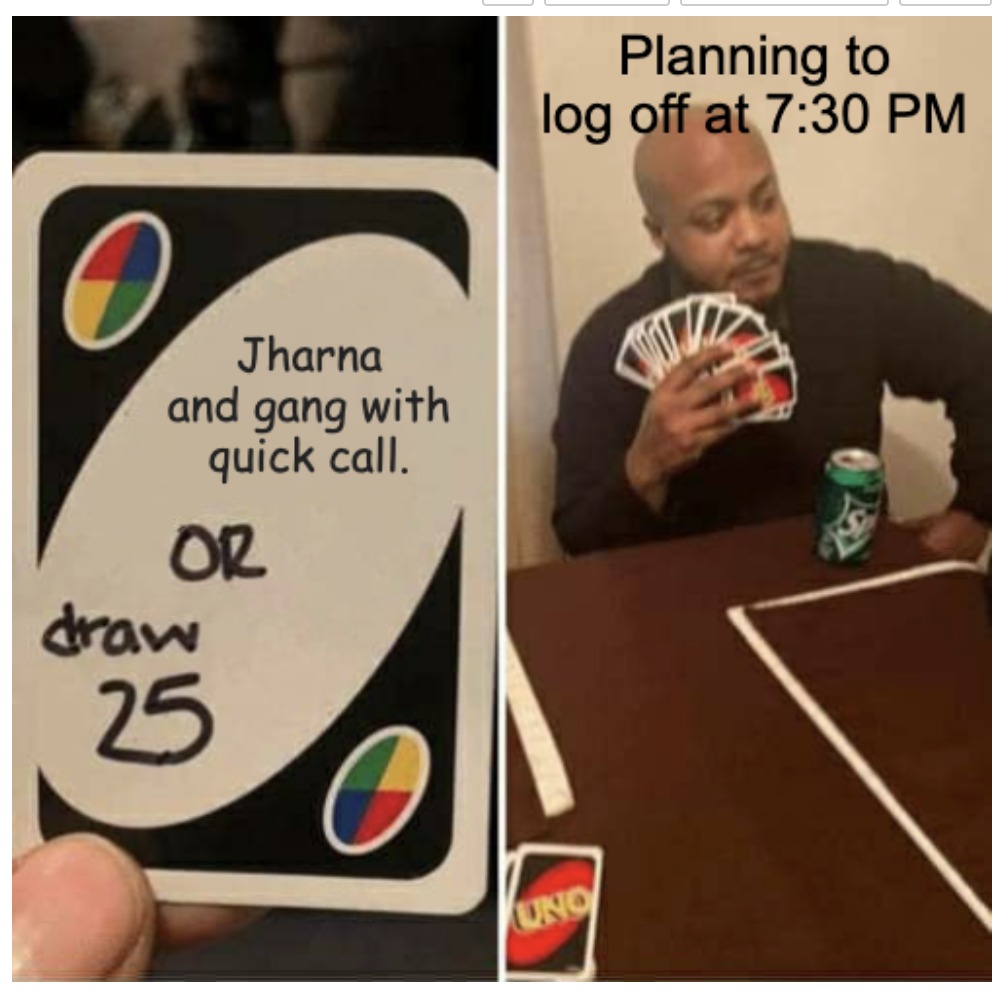 Jharna
and gang with
quick call.
OR
draw
25
Planning to
log off at 7:30 PM
UNO